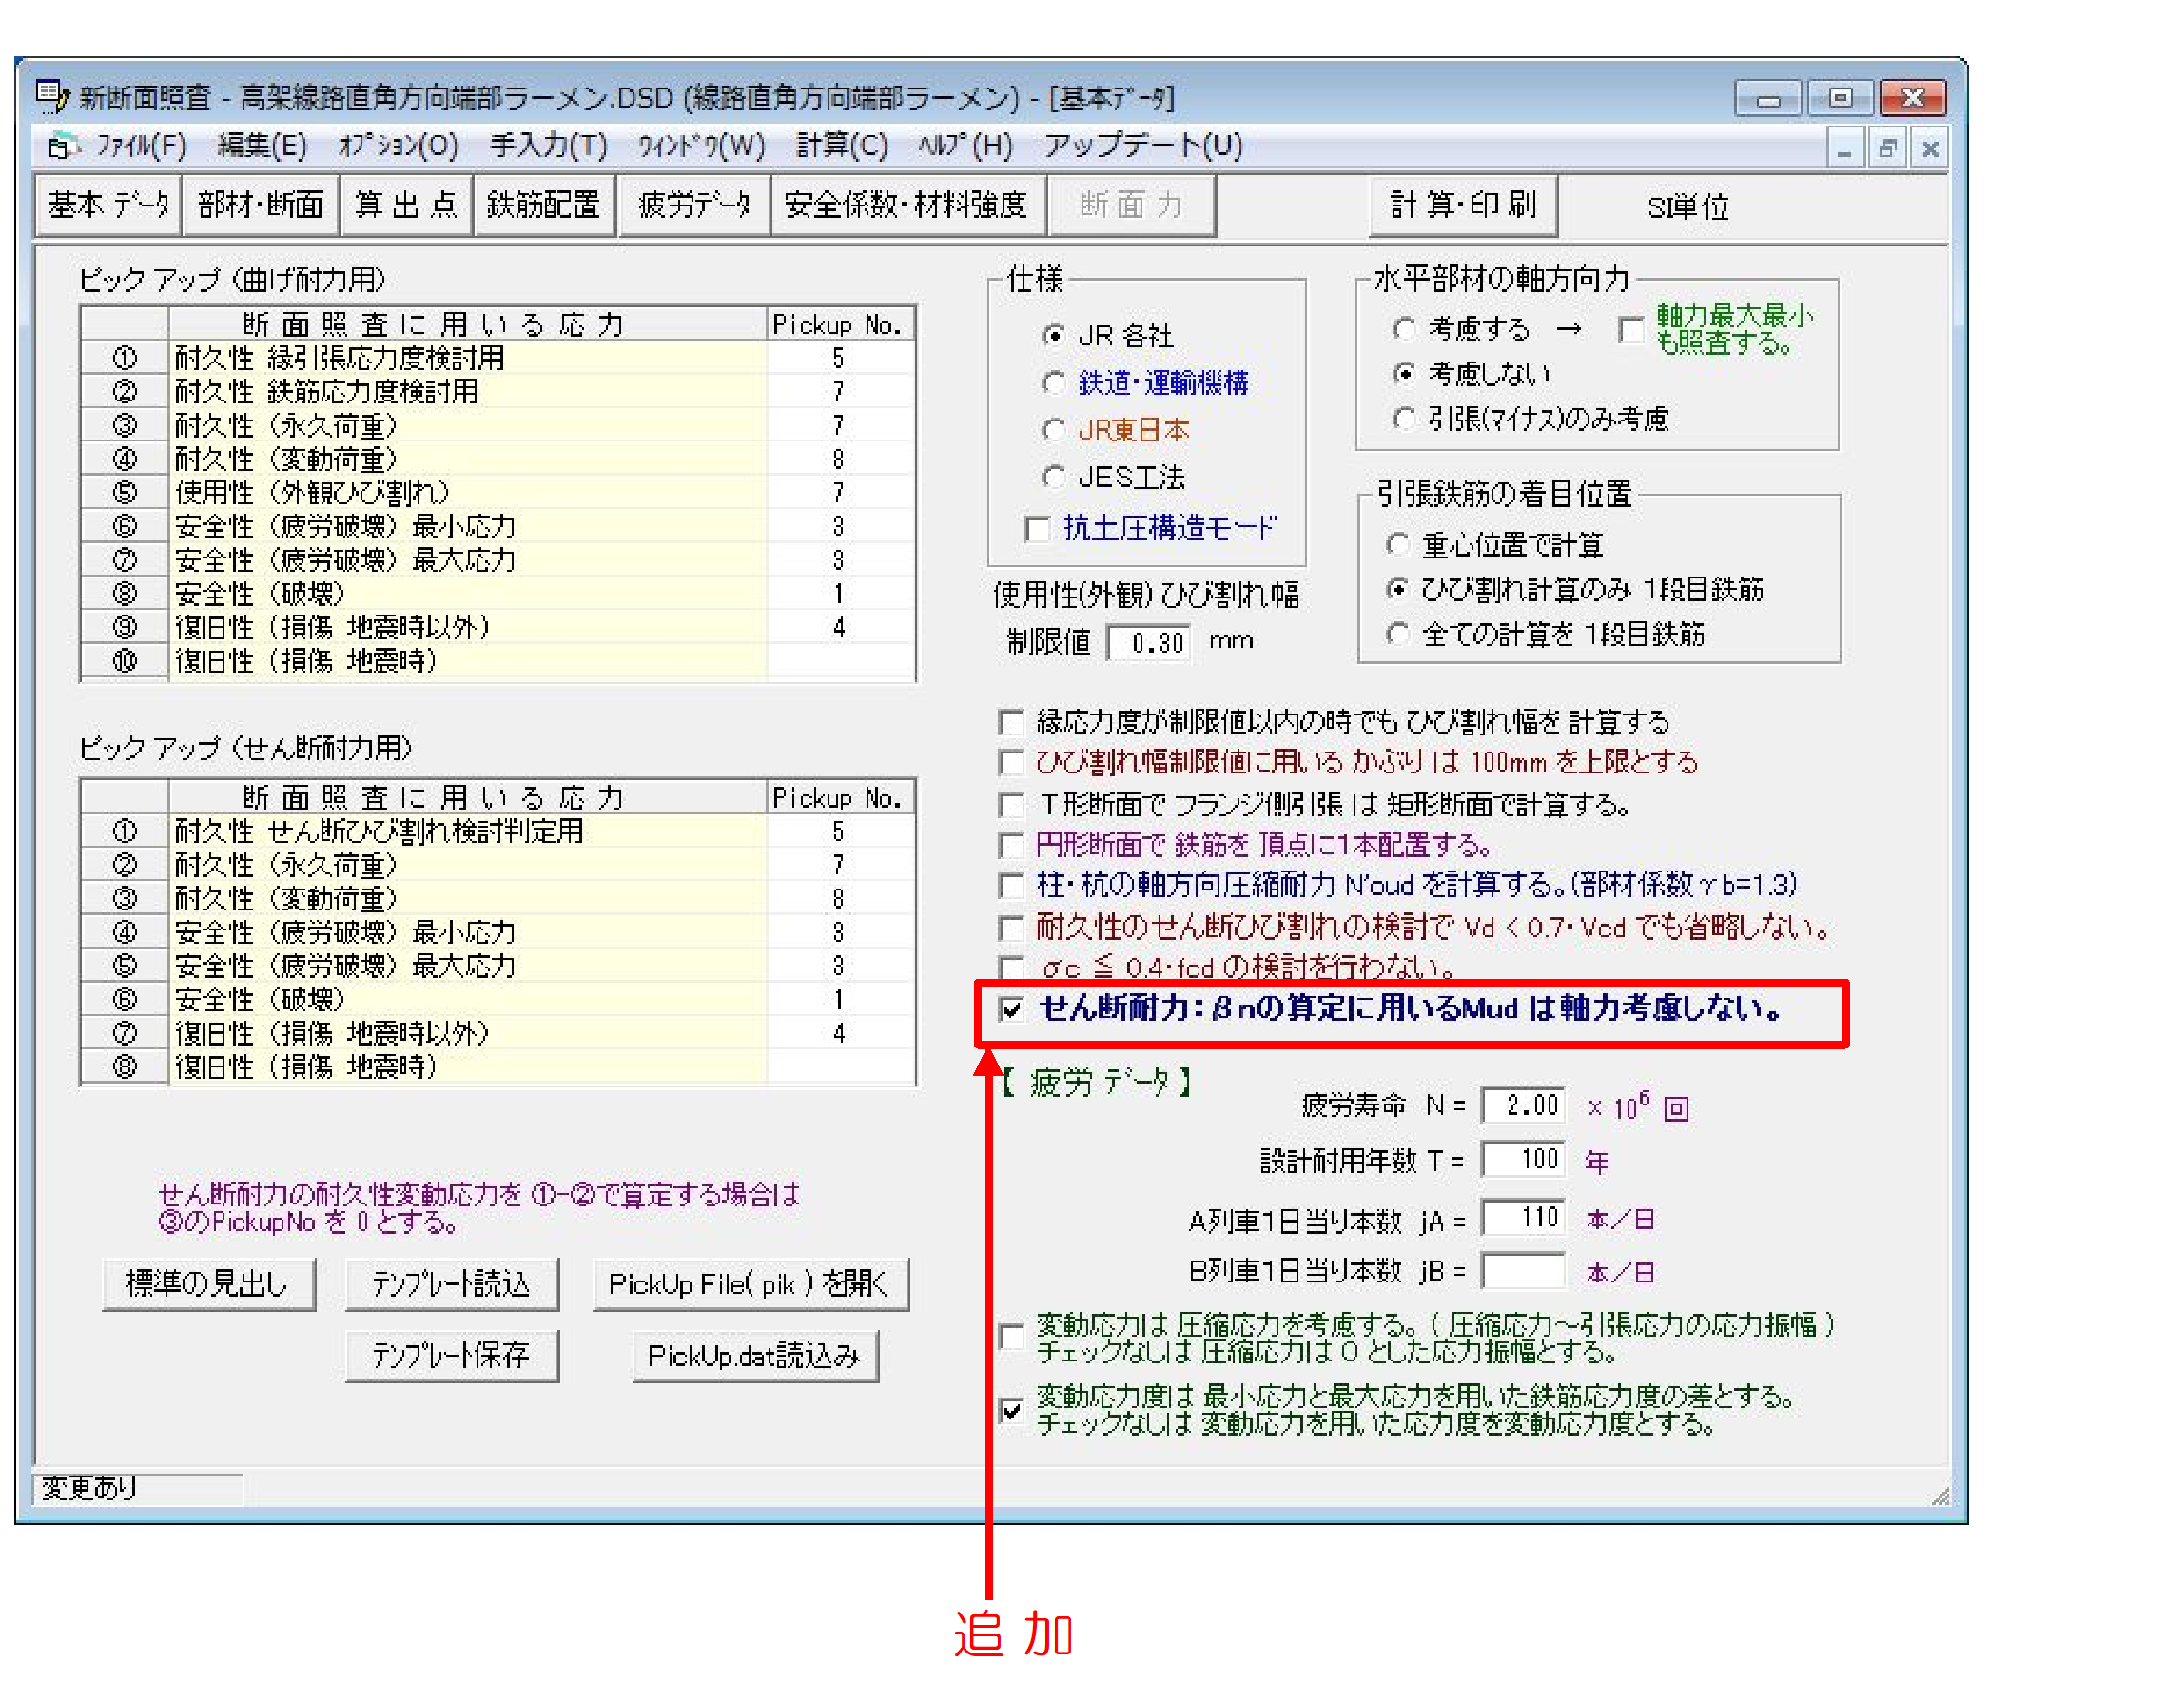 新断面照査 - 高架線路直角方向端部ラーメン.DSD (線路直角方向端部ラーメン) - [基本ﾃﾞｰﾀ]
ﾌｧｲﾙ(F) 編集(E) ｵﾌﾟｼｮﾝ(O) 手入力(T) ｳｨﾝﾄﾞｳ(W) 計算(C) ﾍﾙﾌﾟ(H) アップデート(U)
基本 ﾃﾞｰﾀ 部材・断面 算 出 点 鉄筋配置 疲労ﾃﾞｰﾀ 安全係数・材料強度 断 面 力 計 算・印 刷 SI単位
ピック アップ (曲げ耐力用)
断 面 照 査 に 用 い る 応 力 Pickup No.
① 耐久性 縁引張応力度検討用 5
② 耐久性 鉄筋応力度検討用 7
③ 耐久性 (永久荷重) 7
④ 耐久性 (変動荷重) 8
⑤ 使用性 (外観ひび割れ) 7
⑥ 安全性 (疲労破壊) 最小応力 3
⑦ 安全性 (疲労破壊) 最大応力 3
⑧ 安全性 (破壊) 1
⑨ 復旧性 (損傷 地震時以外) 4
⑩ 復旧性 (損傷 地震時)
ピック アップ (せん断耐力用)
断 面 照 査 に 用 い る 応 力 Pickup No.
① 耐久性 せん断ひび割れ検討判定用 5
② 耐久性 (永久荷重) 7
③ 耐久性 (変動荷重) 8
④ 安全性 (疲労破壊) 最小応力 3
⑤ 安全性 (疲労破壊) 最大応力 3
⑥ 安全性 (破壊) 1
⑦ 復旧性 (損傷 地震時以外) 4
⑧ 復旧性 (損傷 地震時)
せん断耐力の耐久性変動応力を ①-②で算定する場合は
③のPickupNo を 0 とする。
標準の見出し ﾃﾝﾌﾟﾚｰﾄ読込 PickUp File( pik ) を開く
ﾃﾝﾌﾟﾚｰﾄ保存 PickUp.dat読込み
仕様
JR 各社
鉄道・運輸機構
JR東日本
JES工法
抗土圧構造モード
使用性(外観) ひび割れ幅
制限値 0.30 mm
水平部材の軸方向力
考慮する → 軸力最大最小
も照査する。
考慮しない
引張(マイナス)のみ考慮
引張鉄筋の着目位置
重心位置で計算
ひび割れ計算のみ 1段目鉄筋
全ての計算を 1段目鉄筋
縁応力度が制限値以内の時でも ひび割れ幅を 計算する
ひび割れ幅制限値に用いる かぶり は 100mm を上限とする
T 形断面で フランジ側引張 は 矩形断面で計算する。
円形断面で 鉄筋を 頂点に1本配置する。
柱・杭の軸方向圧縮耐力 N'oud を計算する。(部材係数 γb=1.3)
耐久性のせん断ひび割れの検討で Vd < 0.7・Vcd でも省略しない。
σc ≦ 0.4・fcd の検討を行わない。
せん断耐力：βnの算定に用いるMud は軸力考慮しない。
【 疲労 ﾃﾞｰﾀ 】
疲労寿命 N = 2.00 × 10⁶ 回
設計耐用年数 T = 100 年
A列車1日当り本数 jA = 110 本／日
B列車1日当り本数 jB = 本／日
変動応力は 圧縮応力を考慮する。( 圧縮応力～引張応力の応力振幅 )
チェックなしは 圧縮応力は 0 とした応力振幅とする。
変動応力度は 最小応力と最大応力を用いた鉄筋応力度の差とする。
チェックなしは 変動応力を用いた応力度を変動応力度とする。
変更あり
追 加